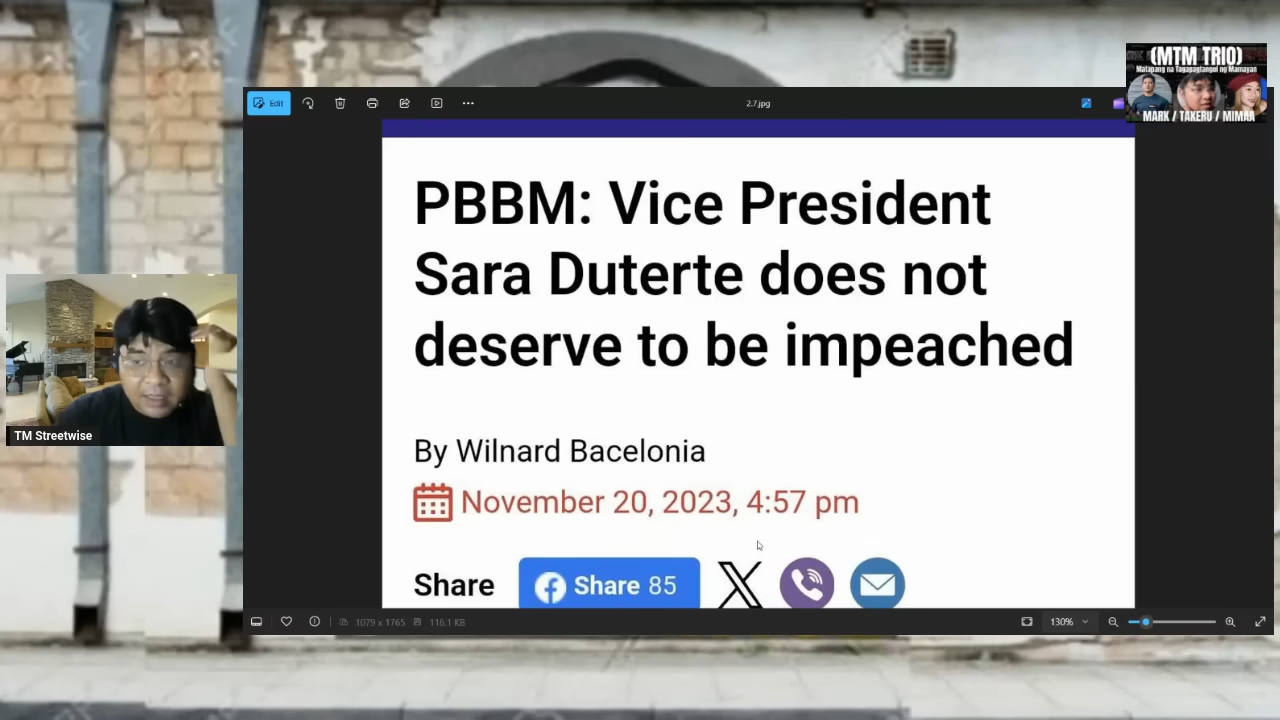 (MTM TRIO)
Matapang na Tagapagtangol ng Mamayan
MARK / TAKERU / MIMAA
Edit
2.7.jpg
PBBM: Vice President
Sara Duterte does not
deserve to be impeached
By Wilnard Bacelonia
November 20, 2023, 4:57 pm
Share
Share 85
TM Streetwise
1079 x 1765
116.1 KB
130%